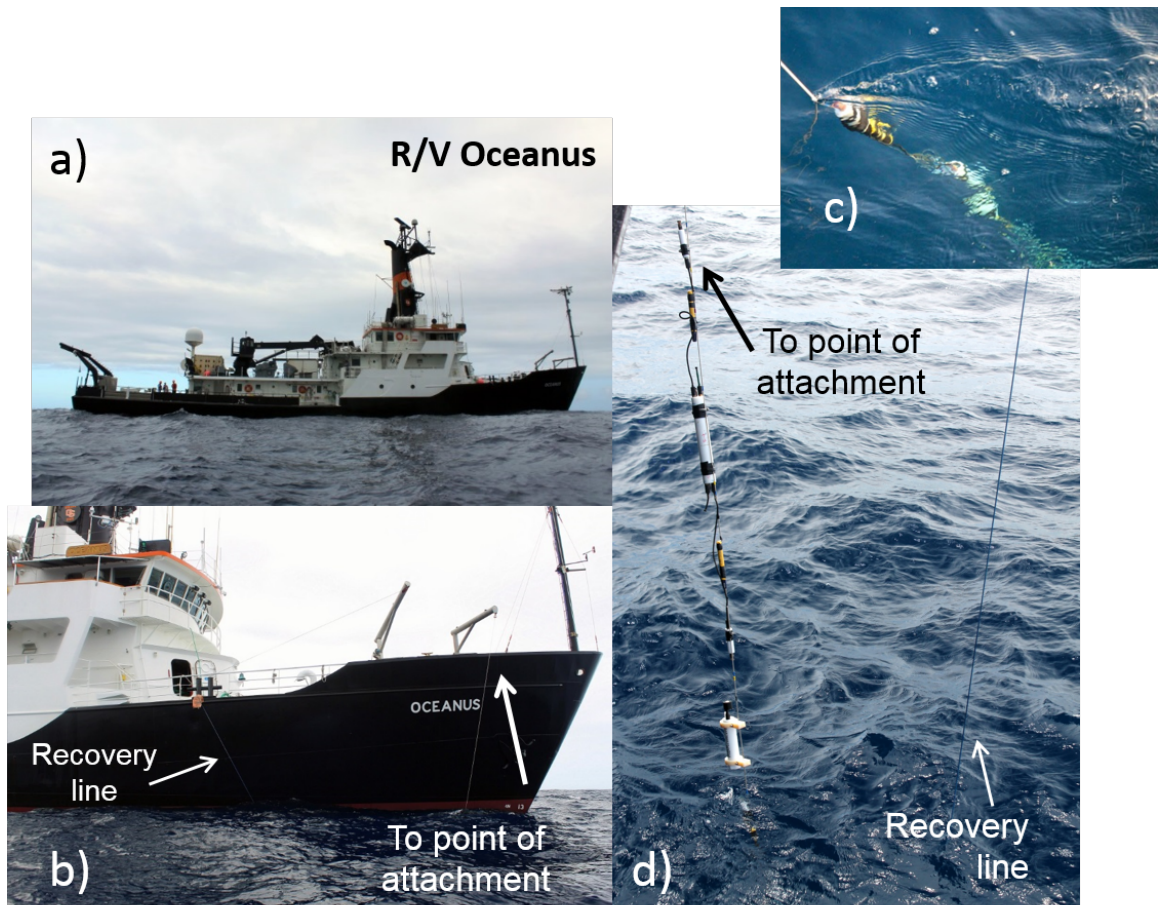 a)
R/V Oceanus
c)
To point of
attachment
OCEANUS
Recovery
line
To point of
attachment
b)
Recovery
line
d)